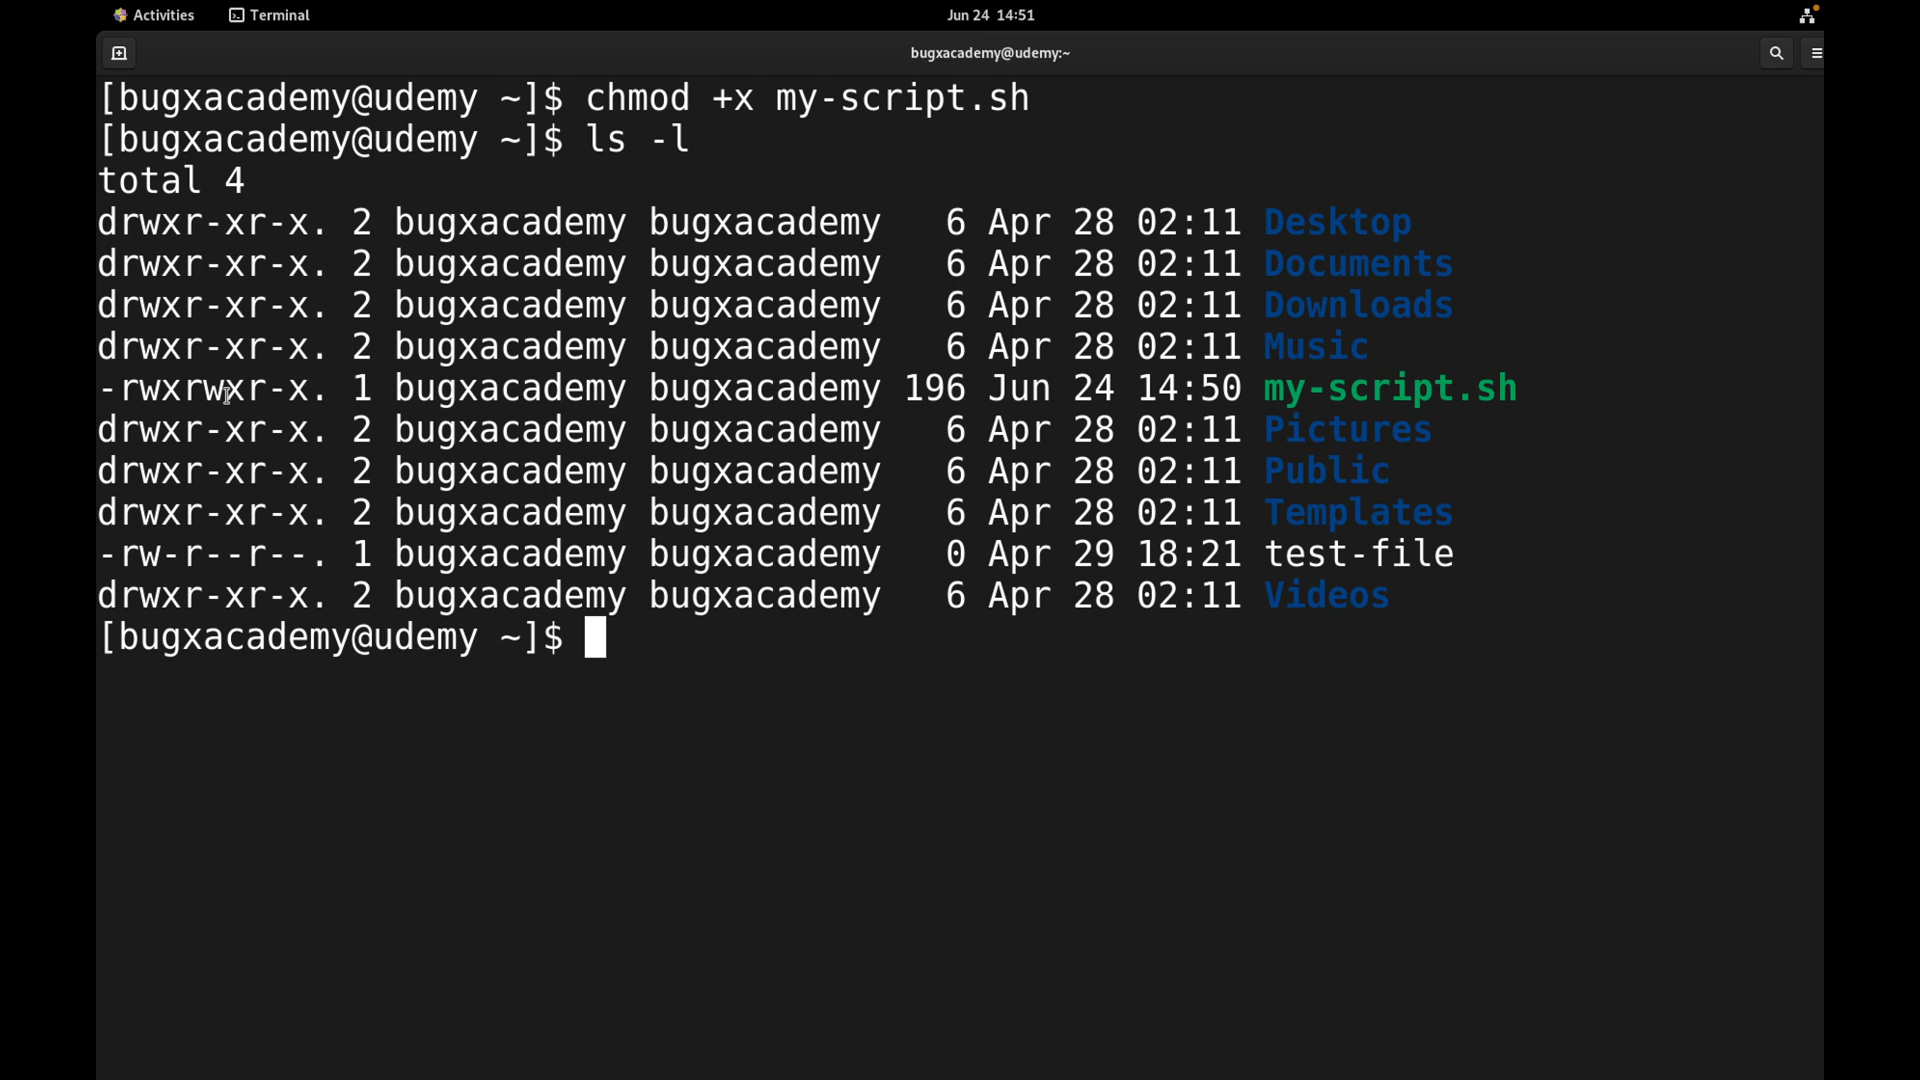 Activities Terminal Jun 24 14:51
bugxacademy@udemy:~
[bugxacademy@udemy ~]$ chmod +x my-script.sh
[bugxacademy@udemy ~]$ ls -l
total 4
drwxr-xr-x. 2 bugxacademy bugxacademy   6 Apr 28 02:11 Desktop
drwxr-xr-x. 2 bugxacademy bugxacademy   6 Apr 28 02:11 Documents
drwxr-xr-x. 2 bugxacademy bugxacademy   6 Apr 28 02:11 Downloads
drwxr-xr-x. 2 bugxacademy bugxacademy   6 Apr 28 02:11 Music
-rwxrwxr-x. 1 bugxacademy bugxacademy 196 Jun 24 14:50 my-script.sh
drwxr-xr-x. 2 bugxacademy bugxacademy   6 Apr 28 02:11 Pictures
drwxr-xr-x. 2 bugxacademy bugxacademy   6 Apr 28 02:11 Public
drwxr-xr-x. 2 bugxacademy bugxacademy   6 Apr 28 02:11 Templates
-rw-r--r--. 1 bugxacademy bugxacademy   0 Apr 29 18:21 test-file
drwxr-xr-x. 2 bugxacademy bugxacademy   6 Apr 28 02:11 Videos
[bugxacademy@udemy ~]$